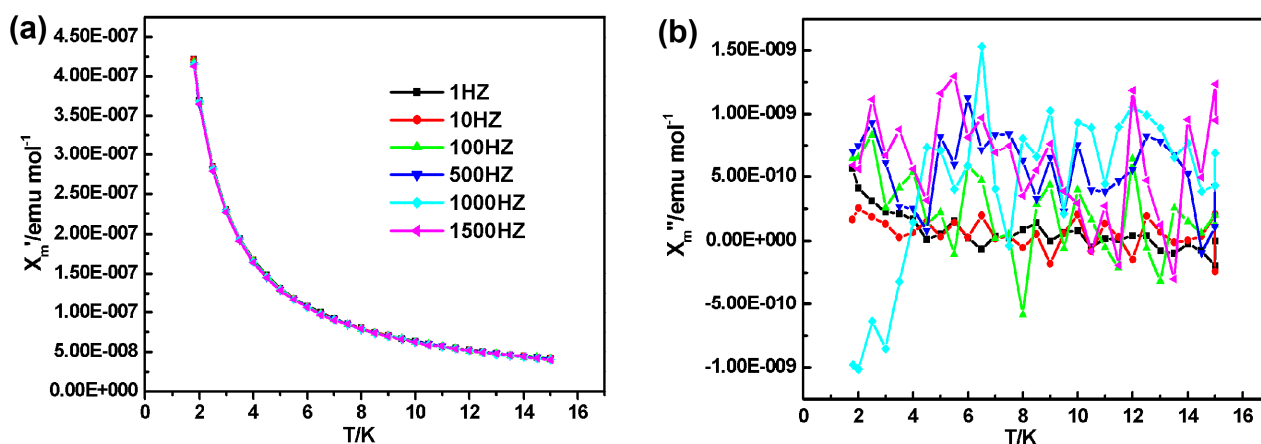 (a)
4.50E-007
4.00E-007
3.50E-007
3.00E-007
2.50E-007
2.00E-007
1.50E-007
1.00E-007
5.00E-008
0.00E+000
Xm'/emu mol-1
0 2 4 6 8 10 12 14 16
T/K
1HZ
10HZ
100HZ
500HZ
1000HZ
1500HZ
(b)
1.50E-009
1.00E-009
5.00E-010
0.00E+000
-5.00E-010
-1.00E-009
Xm''/emu mol-1
0 2 4 6 8 10 12 14 16
T/K